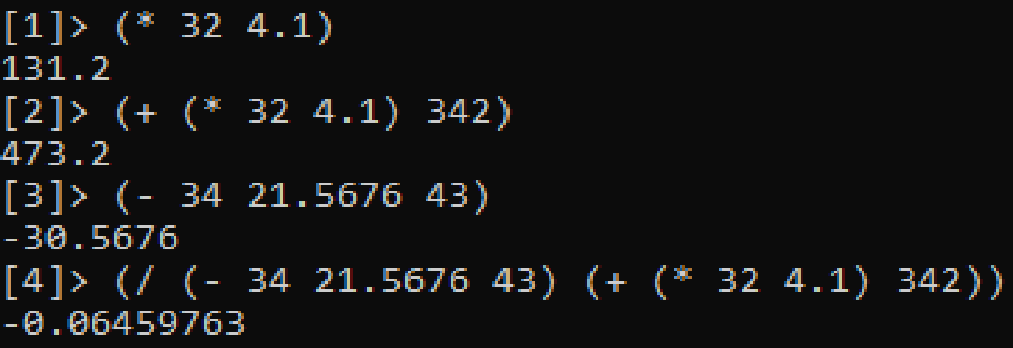 [1]> (* 32 4.1)
131.2
[2]> (+ (* 32 4.1) 342)
473.2
[3]> (- 34 21.5676 43)
-30.5676
[4]> (/ (- 34 21.5676 43) (+ (* 32 4.1) 342))
-0.06459763